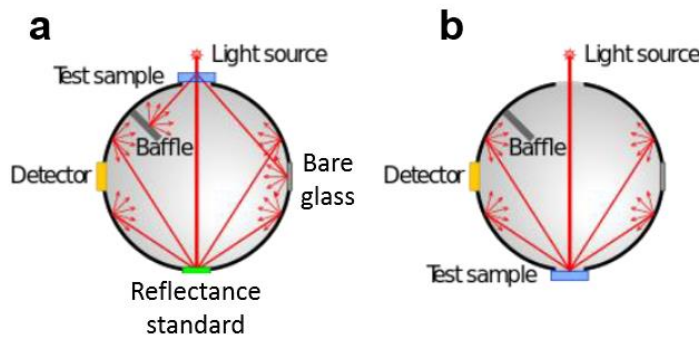 a
Light source
Test sample
Baffle
Detector
Bare
glass
Reflectance
standard
b
Light source
Baffle
Detector
Test sample